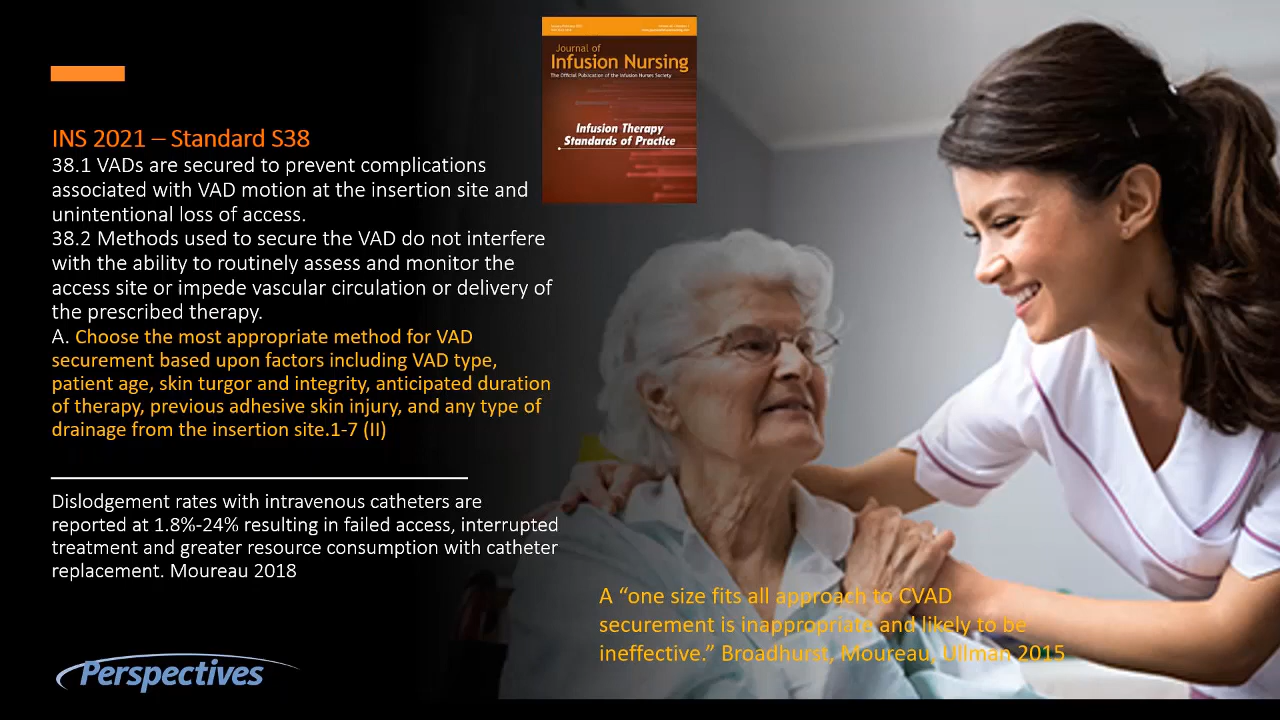 Journal of
Infusion Nursing
The Official Publication of the Infusion Nurses Society
Infusion Therapy
Standards of Practice
INS 2021 – Standard S38
38.1 VADs are secured to prevent complications
associated with VAD motion at the insertion site and
unintentional loss of access.
38.2 Methods used to secure the VAD do not interfere
with the ability to routinely assess and monitor the
access site or impede vascular circulation or delivery of
the prescribed therapy.
A. Choose the most appropriate method for VAD
securement based upon factors including VAD type,
patient age, skin turgor and integrity, anticipated duration
of therapy, previous adhesive skin injury, and any type of
drainage from the insertion site.1-7 (II)
Dislodgement rates with intravenous catheters are
reported at 1.8%-24% resulting in failed access, interrupted
treatment and greater resource consumption with catheter
replacement. Moureau 2018
A “one size fits all approach to CVAD
securement is inappropriate and likely to be
ineffective.” Broadhurst, Moureau, Ullman 2015
Perspectives